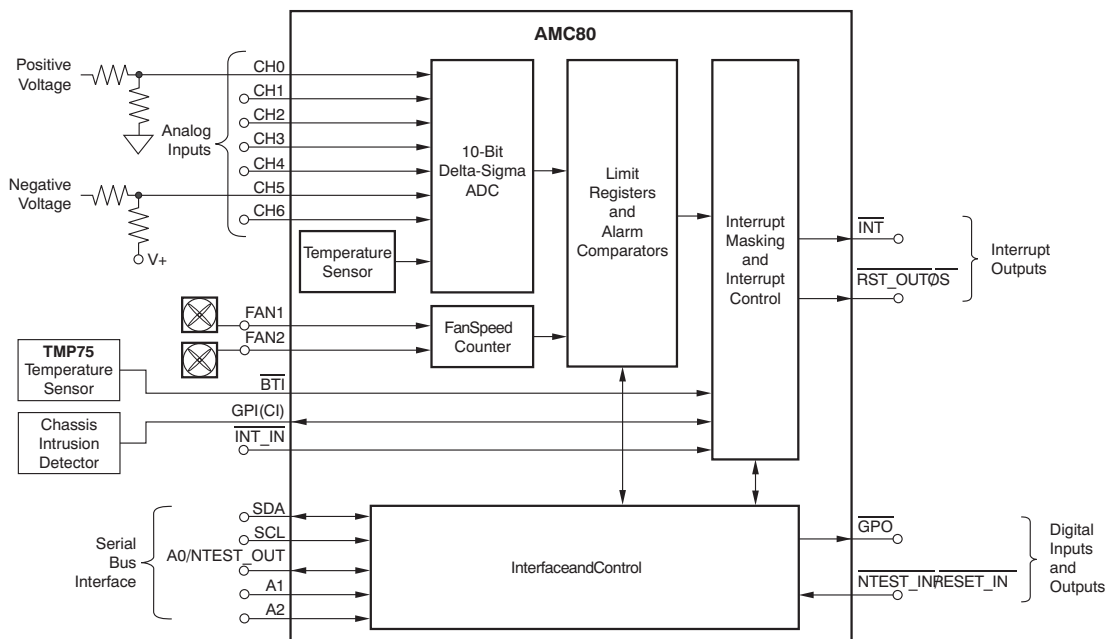 AMC80
Positive
Voltage
Negative
Voltage
V+
Analog
Inputs
CH0
CH1
CH2
CH3
CH4
CH5
CH6
10-Bit
Delta-Sigma
ADC
Temperature
Sensor
FAN1
FAN2
FanSpeed
Counter
Limit
Registers
and
Alarm
Comparators
Interrupt
Masking
and
Interrupt
Control
INT
RST_OUT/OS
Interrupt
Outputs
TMP75
Temperature
Sensor
BTI
Chassis
Intrusion
Detector
GPI(CI)
INT_IN
Serial
Bus
Interface
SDA
SCL
A0/NTEST_OUT
A1
A2
InterfaceandControl
GPO
NTEST_IN/RESET_IN
Digital
Inputs
and
Outputs